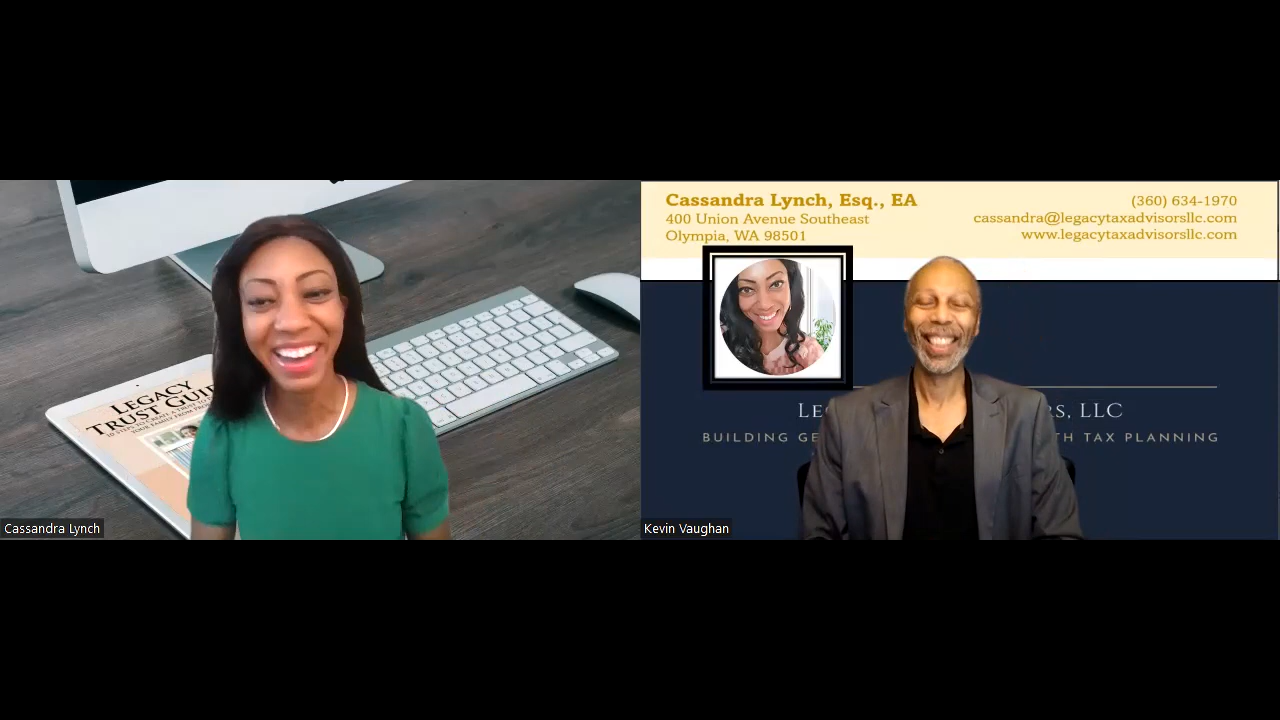 LEGACY
TRUST GUI
Cassandra Lynch
Cassandra Lynch, Esq., EA
400 Union Avenue Southeast
Olympia, WA 98501
(360) 634-1970
cassandra@legacytaxadvisorsllc.com
www.legacytaxadvisorsllc.com
LE RS, LLC
BUILDING GE TH TAX PLANNING
Kevin Vaughan